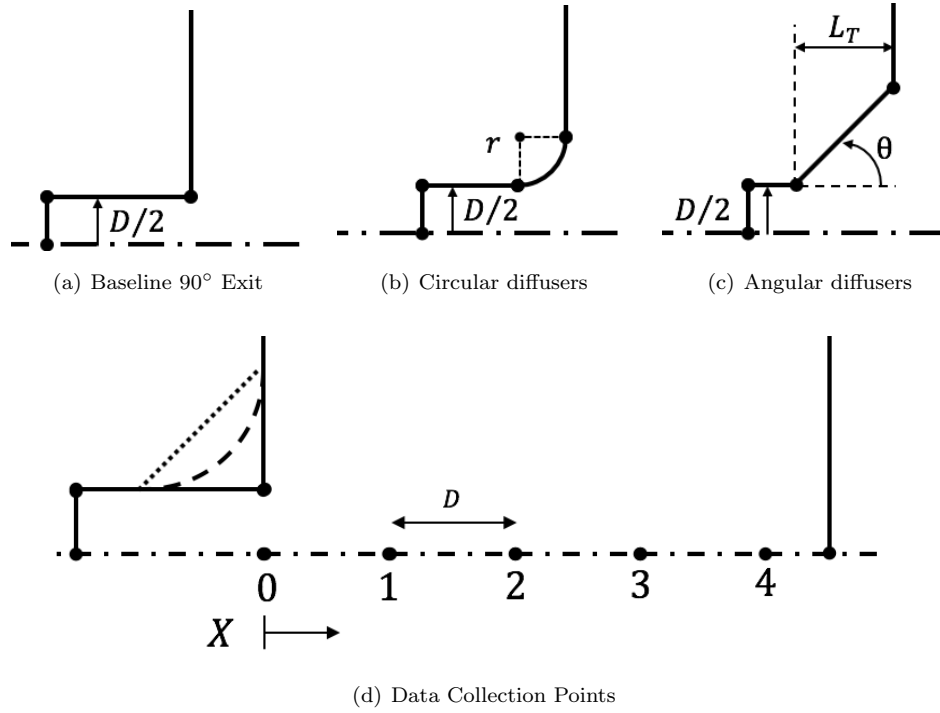 L_T
r
θ
D/2
D/2
D/2
(a) Baseline 90° Exit
(b) Circular diffusers
(c) Angular diffusers
D
0 1 2 3 4
X
(d) Data Collection Points